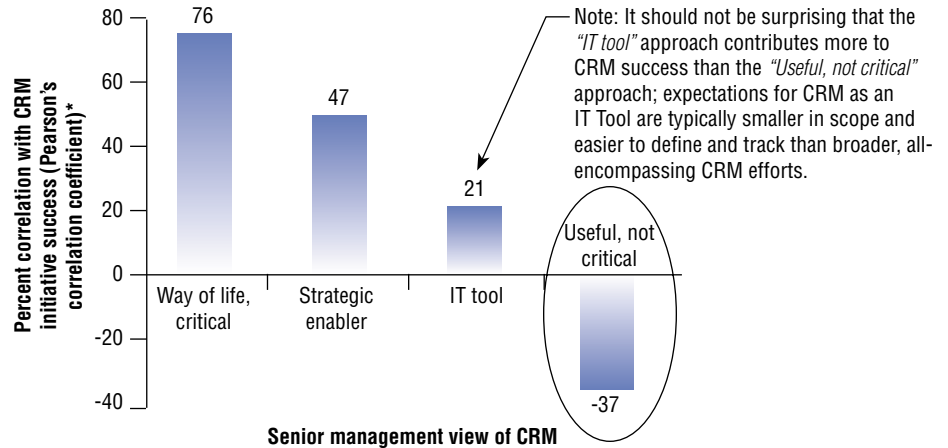 Percent correlation with CRM
initiative success (Pearson's
correlation coefficient)*
80
60
40
20
0
-20
-40
76
47
21
-37
Way of life,
critical
Strategic
enabler
IT tool
Useful, not
critical
Senior management view of CRM
Note: It should not be surprising that the
"IT tool" approach contributes more to
CRM success than the "Useful, not critical"
approach; expectations for CRM as an
IT Tool are typically smaller in scope and
easier to define and track than broader, all-
encompassing CRM efforts.